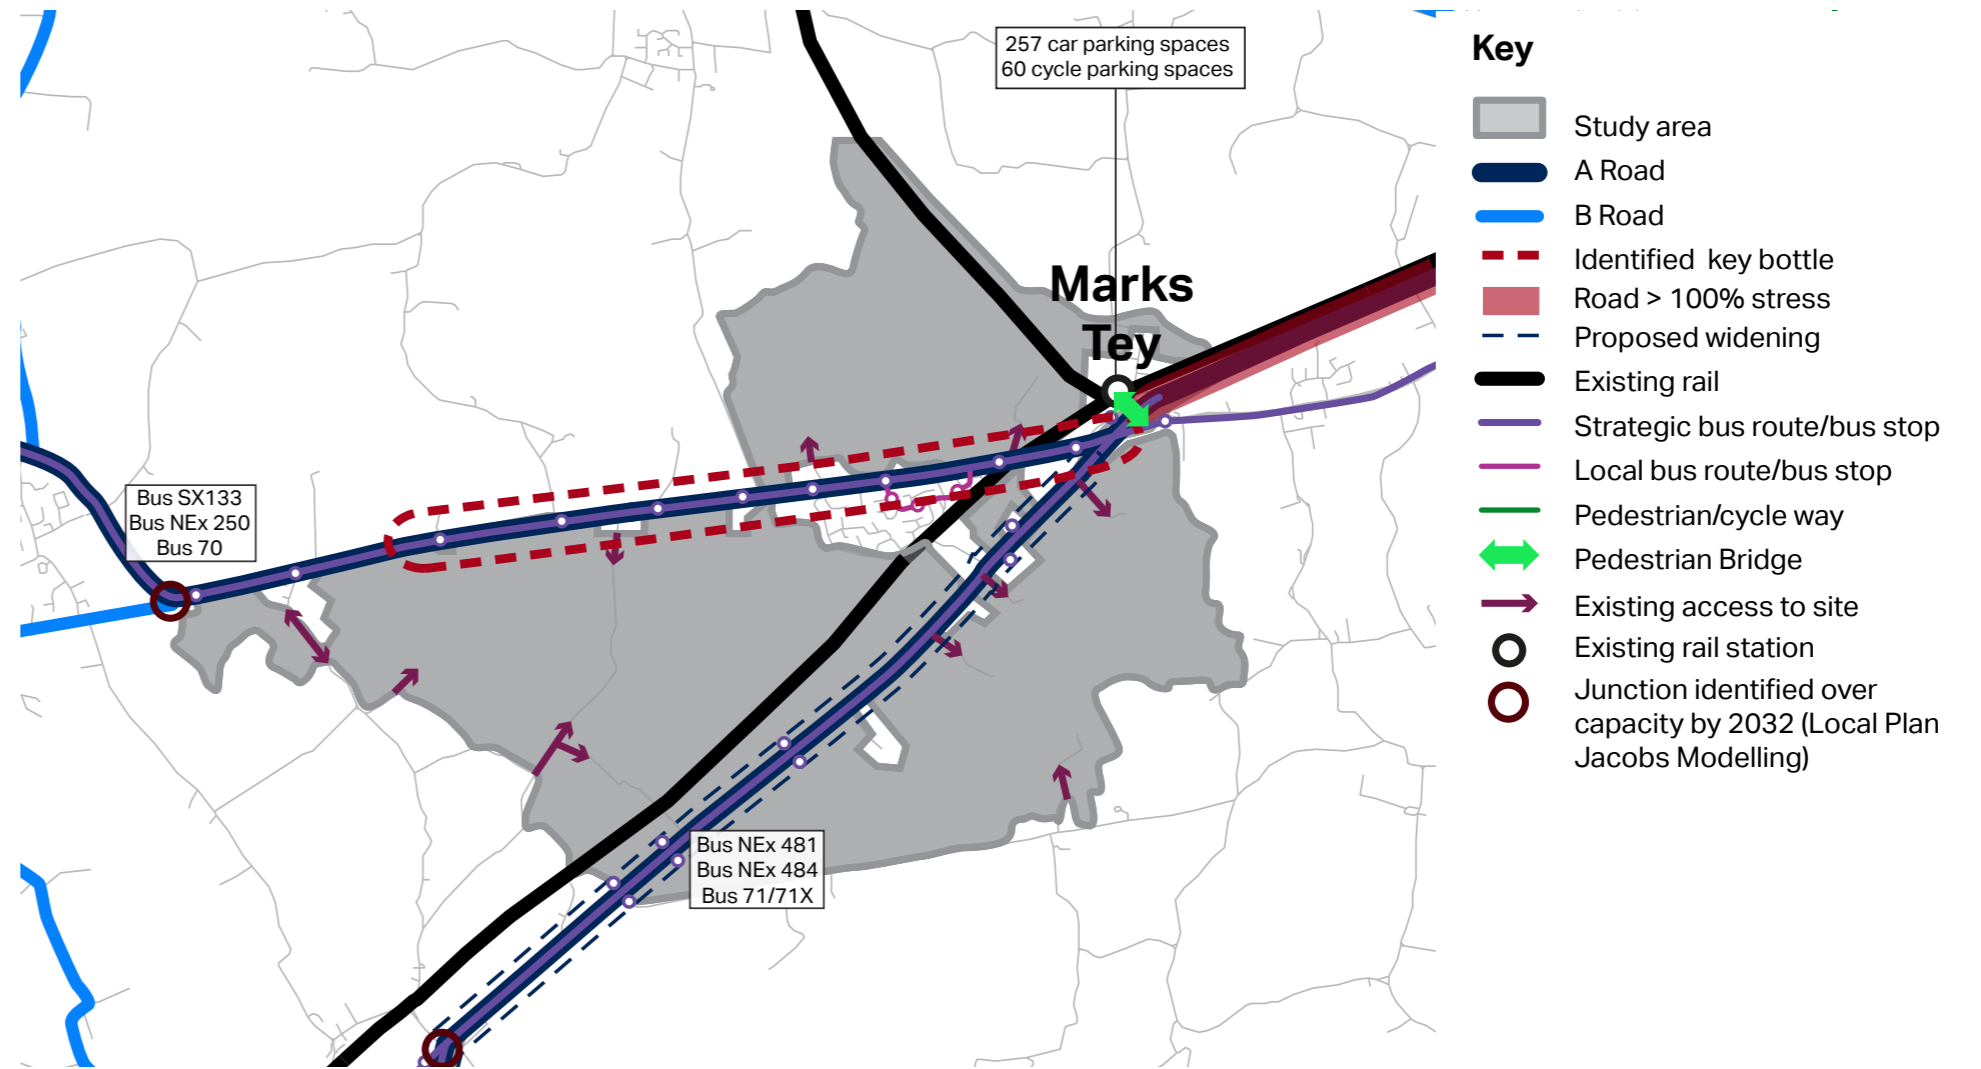 257 car parking spaces
60 cycle parking spaces
Marks
Tey
Bus SX133
Bus NEx 250
Bus 70
Bus NEx 481
Bus NEx 484
Bus 71/71X
Key
Study area
A Road
B Road
Identified key bottle
Road > 100% stress
Proposed widening
Existing rail
Strategic bus route/bus stop
Local bus route/bus stop
Pedestrian/cycle way
Pedestrian Bridge
Existing access to site
Existing rail station
Junction identified over
capacity by 2032 (Local Plan
Jacobs Modelling)